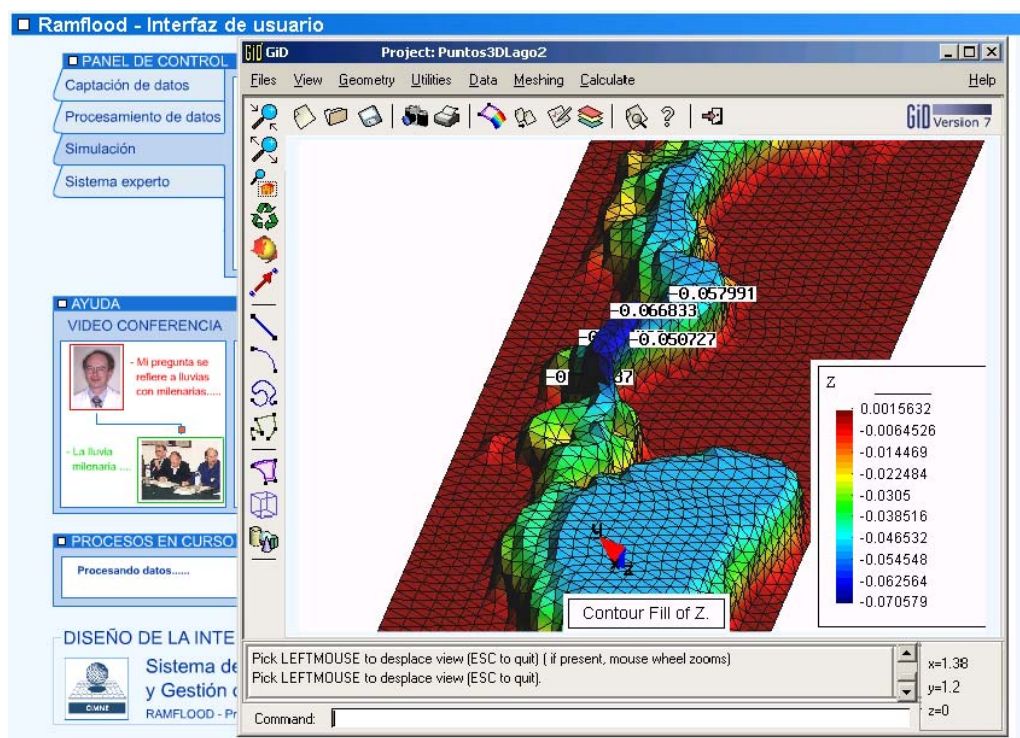 Ramflood - Interfaz de usuario
PANEL DE CONTROL
Captación de datos
Procesamiento de datos
Simulación
Sistema experto
AYUDA
VIDEO CONFERENCIA
- Mi pregunta se
refiere a lluvias
con milenarias.....
- La lluvia
milenaria ....
PROCESOS EN CURSO
Procesando datos......
DISEÑO DE LA INTE
CIMNE
Sistema de
y Gestión
RAMFLOOD - Pr
GiD GiD Project: Puntos3DLago2
Files View Geometry Utilities Data Meshing Calculate Help
GiD Version 7
-0.057991
-0.066833
-0.050727
Z
0.0015632
-0.0064526
-0.014469
-0.022484
-0.0305
-0.038516
-0.046532
-0.054548
-0.062564
-0.070579
y
z
Contour Fill of Z.
Pick LEFTMOUSE to desplace view (ESC to quit) ( if present, mouse wheel zooms)
Pick LEFTMOUSE to desplace view (ESC to quit).
Command:
x=1.38
y=1.2
z=0